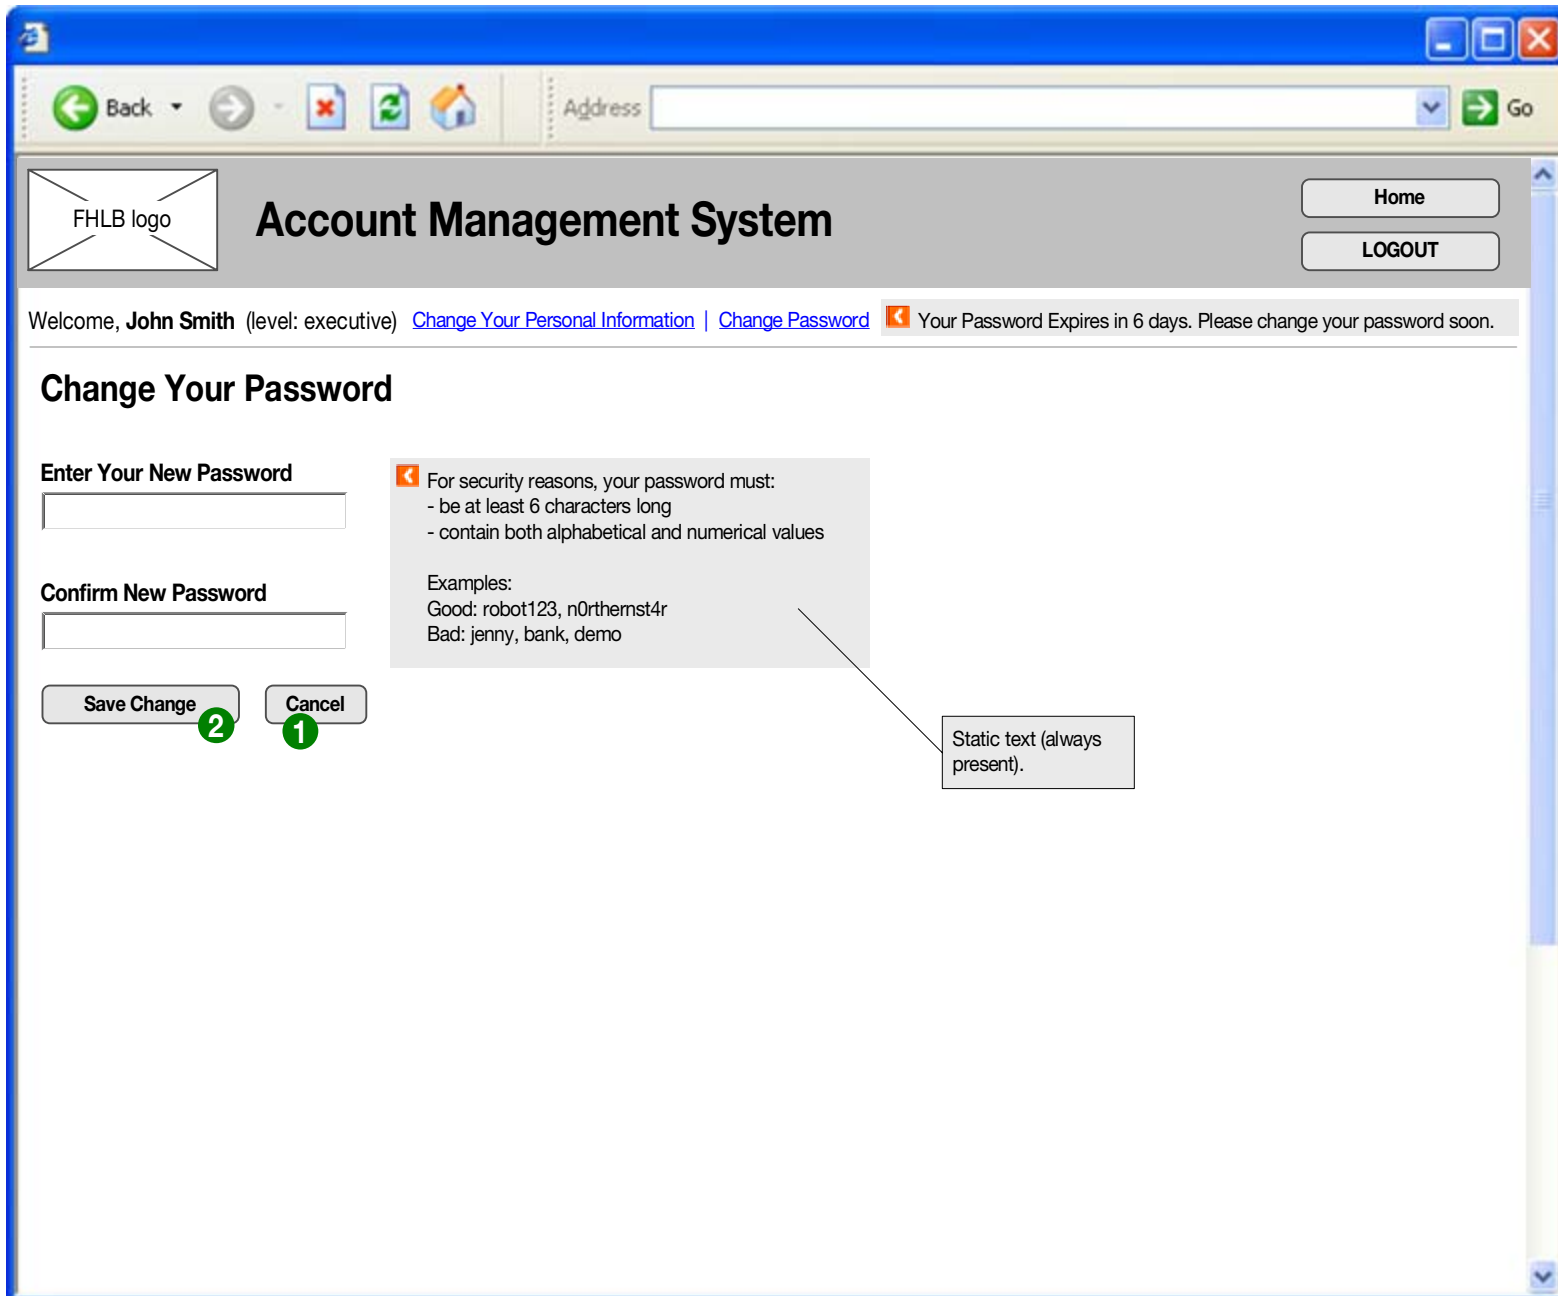 Back
Address
Go
FHLB logo
Account Management System
Home
LOGOUT
Welcome, John Smith (level: executive) Change Your Personal Information | Change Password Your Password Expires in 6 days. Please change your password soon.
Change Your Password
Enter Your New Password
For security reasons, your password must:
- be at least 6 characters long
- contain both alphabetical and numerical values
Examples:
Good: robot123, n0rthernst4r
Bad: jenny, bank, demo
Confirm New Password
Save Change
2
Cancel
1
Static text (always
present).